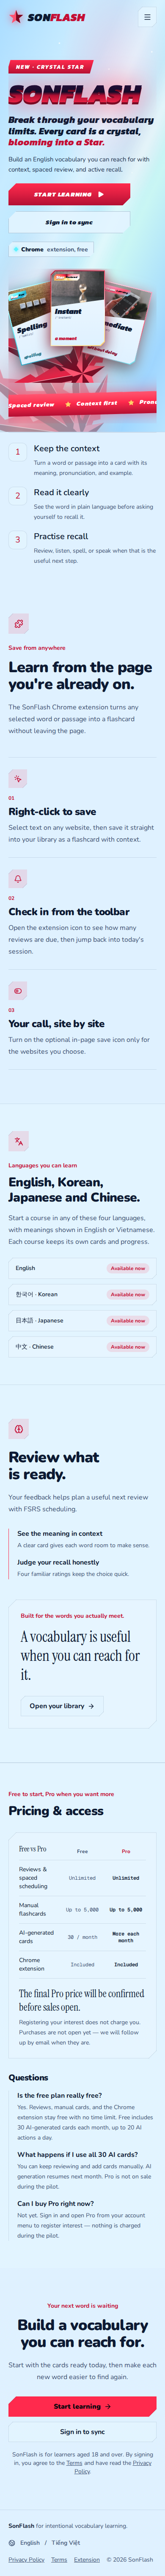 SONFLASH
NEW · CRYSTAL STAR
SONFLASH
Break through your vocabulary
limits. Every card is a crystal,
blooming into a Star.
Build an English vocabulary you can reach for with
context, spaced review, and active recall.
START LEARNING
Sign in to sync
Chrome extension, free
Spelling
Instant
a moment
Spaced review ★ Context first ★
1 Keep the context
Turn a word or passage into a card with its
meaning, pronunciation, and example.
2 Read it clearly
See the word in plain language before asking
yourself to recall it.
3 Practise recall
Review, listen, spell, or speak when that is the
useful next step.
Save from anywhere
Learn from the page
you're already on.
The SonFlash Chrome extension turns any
selected word or passage into a flashcard
without leaving the page.
01
Right-click to save
Select text on any website, then save it straight
into your library as a flashcard with context.
02
Check in from the toolbar
Open the extension icon to see how many
reviews are due, then jump back into today's
session.
03
Your call, site by site
Turn on the optional in-page save icon only for
the websites you choose.
Languages you can learn
English, Korean,
Japanese and Chinese.
Start a course in any of these four languages,
with meanings shown in English or Vietnamese.
Each course keeps its own cards and progress.
English Available now
한국어 · Korean Available now
日本語 · Japanese Available now
中文 · Chinese Available now
Review what
is ready.
Your feedback helps plan a useful next review
with FSRS scheduling.
See the meaning in context
A clear card gives each word room to make sense.
Judge your recall honestly
Four familiar ratings keep the choice quick.
Built for the words you actually meet.
A vocabulary is useful
when you can reach for
it.
Open your library →
Free to start, Pro when you want more
Pricing & access
Free vs Pro Free Pro
Reviews &
spaced
scheduling
Unlimited Unlimited
Manual
flashcards
Up to 5,000 Up to 5,000
AI-generated
cards
30 / month
More each
month
Chrome
extension
Included Included
The final Pro price will be confirmed
before sales open.
Registering your interest does not charge you.
Purchases are not open yet — we will follow
up by email when they are.
Questions
Is the free plan really free?
Yes. Reviews, manual cards, and the Chrome
extension stay free with no time limit. Free includes
30 AI-generated cards each month, up to 20 AI
actions a day.
What happens if I use all 30 AI cards?
You can keep reviewing and add cards manually. AI
generation resumes next month. Pro is not on sale
during the pilot.
Can I buy Pro right now?
Not yet. Sign in and open Pro from your account
menu to register interest — nothing is charged
during the pilot.
Your next word is waiting
Build a vocabulary
you can reach for.
Start with the cards ready today, then make each
next word easier to find again.
Start learning →
Sign in to sync
SonFlash is for learners aged 18 and over. By signing
in, you agree to the Terms and have read the Privacy
Policy.
SonFlash for intentional vocabulary learning.
English / Tiếng Việt
Privacy Policy Terms Extension © 2026 SonFlash